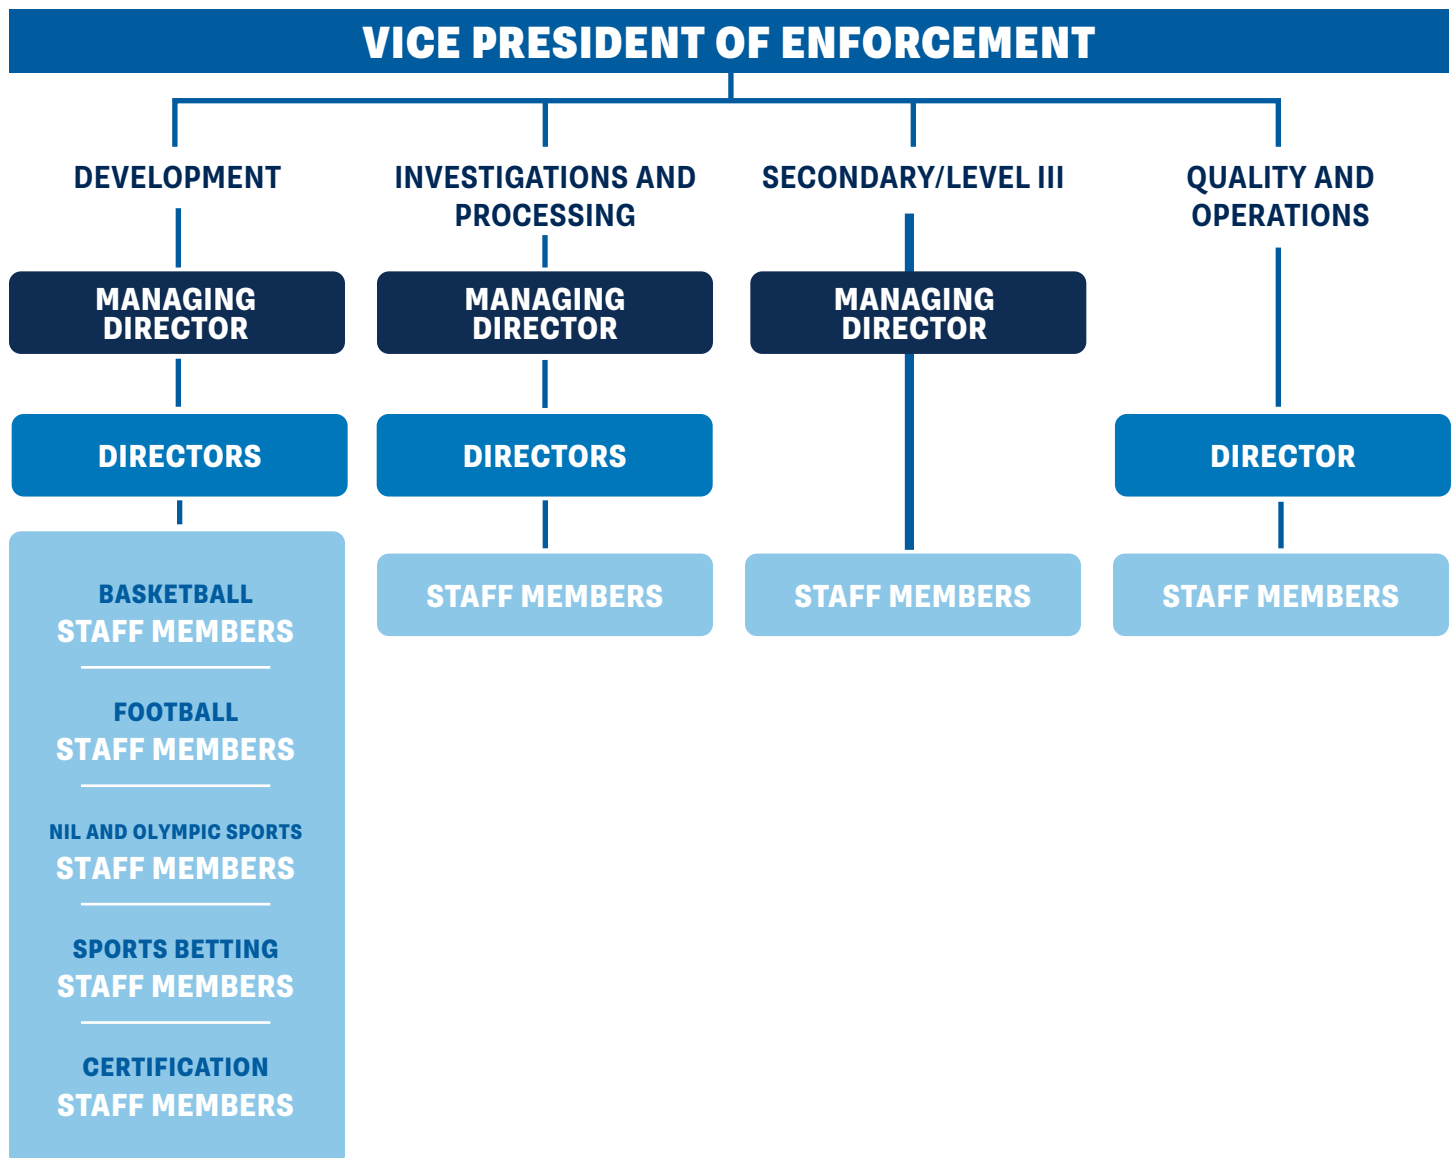 VICE PRESIDENT OF ENFORCEMENT
DEVELOPMENT
INVESTIGATIONS AND
PROCESSING
SECONDARY/LEVEL III
QUALITY AND
OPERATIONS
MANAGING
DIRECTOR
MANAGING
DIRECTOR
MANAGING
DIRECTOR
DIRECTORS
DIRECTORS
DIRECTOR
BASKETBALL
STAFF MEMBERS
FOOTBALL
STAFF MEMBERS
NIL AND OLYMPIC SPORTS
STAFF MEMBERS
SPORTS BETTING
STAFF MEMBERS
CERTIFICATION
STAFF MEMBERS
STAFF MEMBERS
STAFF MEMBERS
STAFF MEMBERS